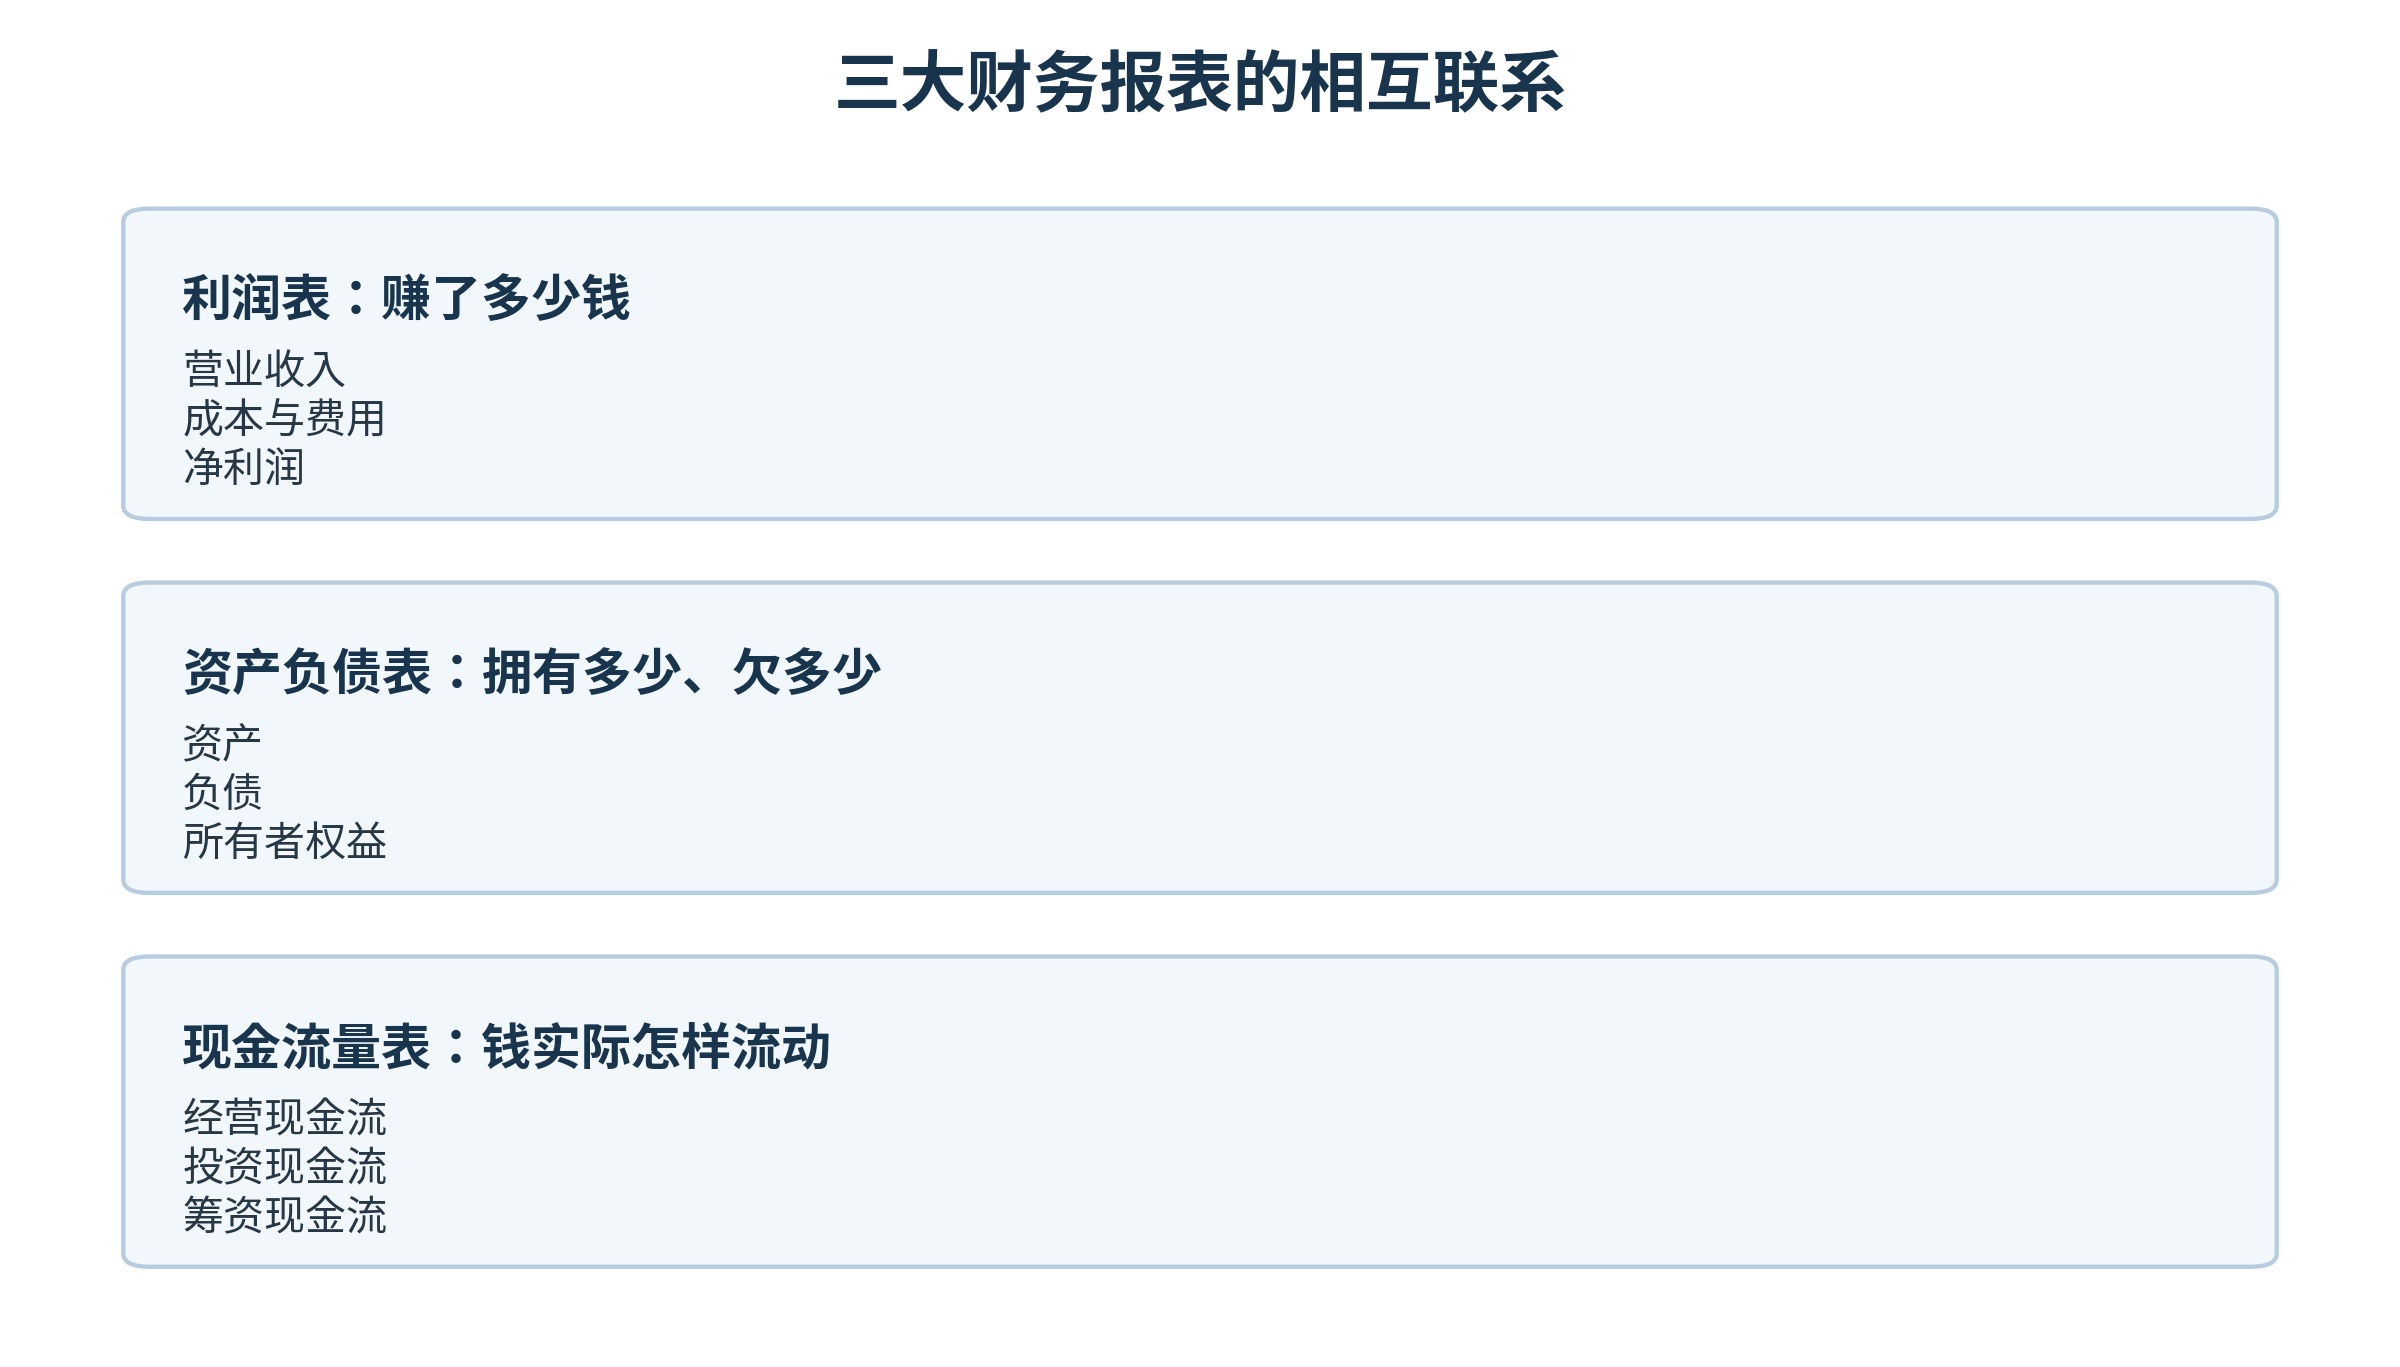 三大财务报表的相互联系
利润表：赚了多少钱
营业收入
成本与费用
净利润
资产负债表：拥有多少、欠多少
资产
负债
所有者权益
现金流量表：钱实际怎样流动
经营现金流
投资现金流
筹资现金流